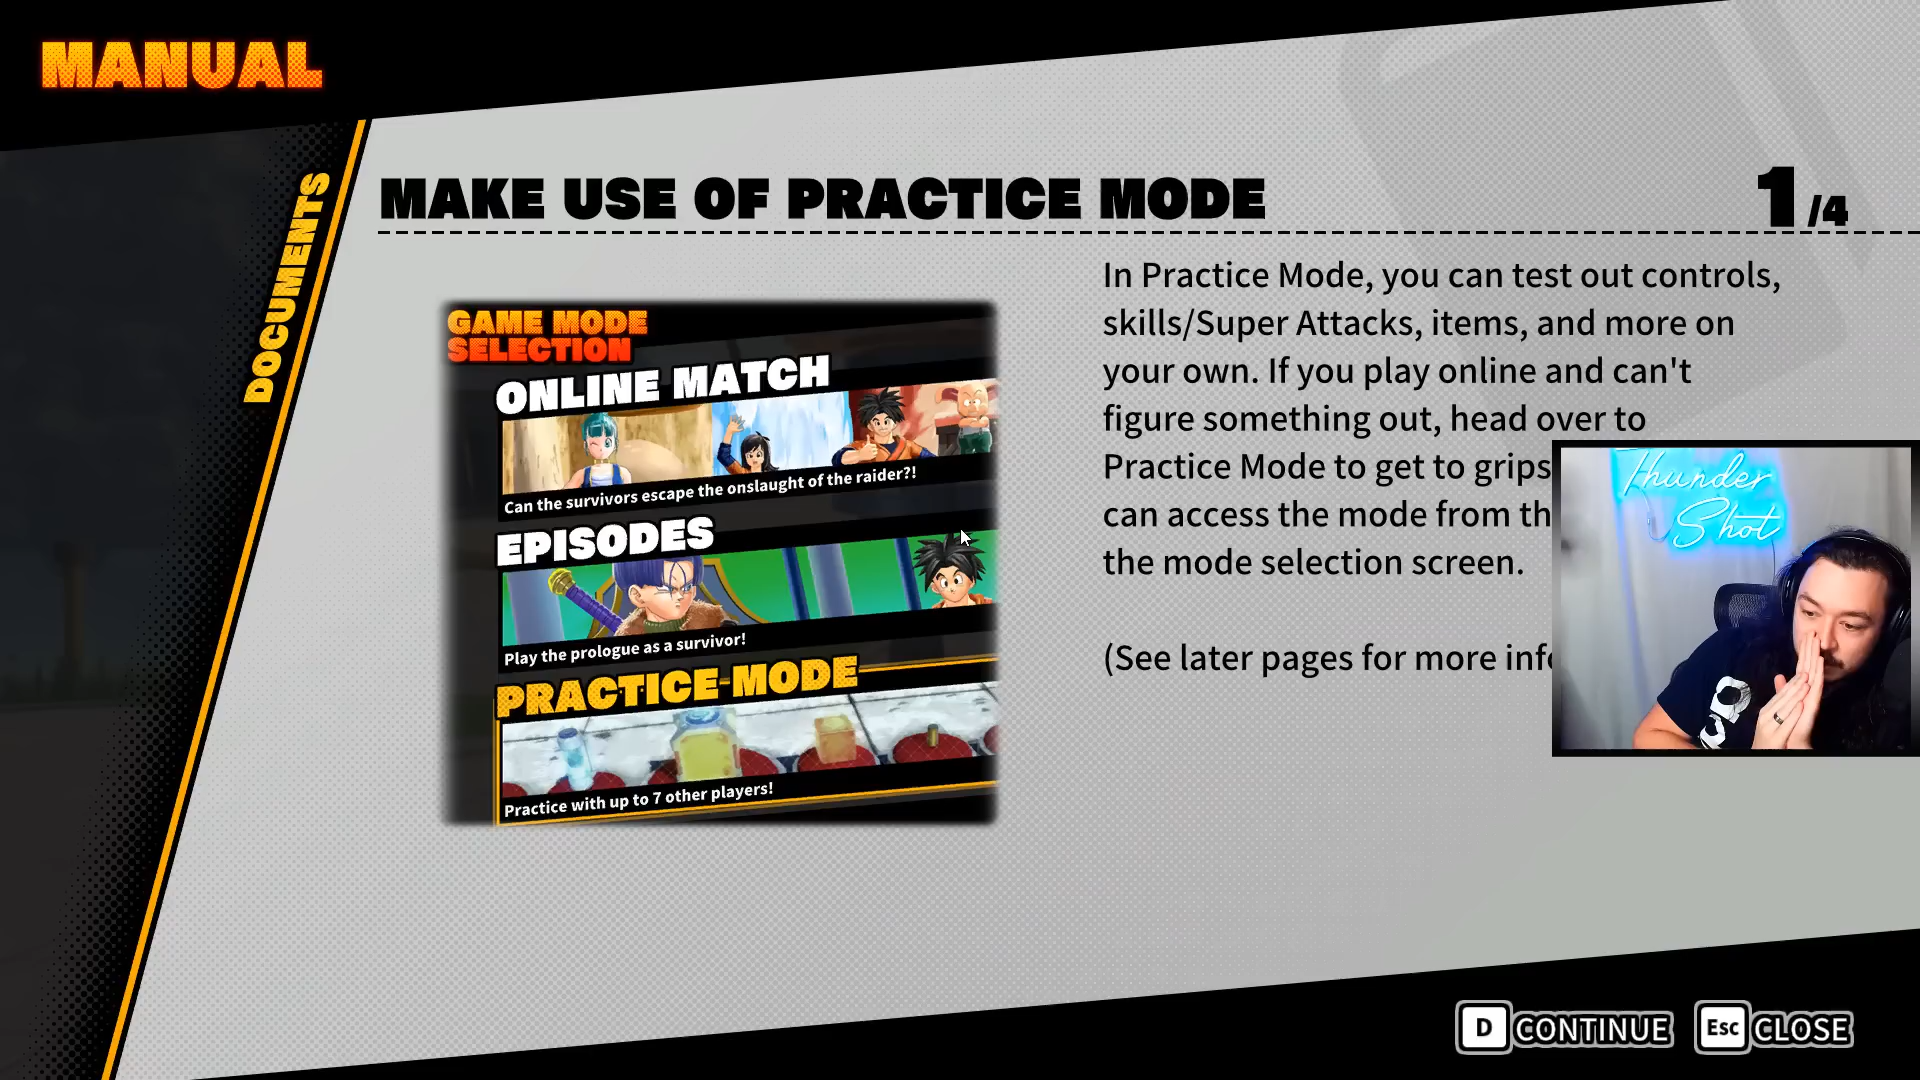 MANUAL
DOCUMENTS
MAKE USE OF PRACTICE MODE
1/4
GAME MODE
SELECTION
ONLINE MATCH
Can the survivors escape the onslaught of the raider?!
EPISODES
Play the prologue as a survivor!
PRACTICE MODE
Practice with up to 7 other players!
In Practice Mode, you can test out controls,
skills/Super Attacks, items, and more on
your own. If you play online and can't
figure something out, head over to
Practice Mode to get to grips
can access the mode from
the mode selection screen.
(See later pages for more
Thunder
Shot
D CONTINUE Esc CLOSE